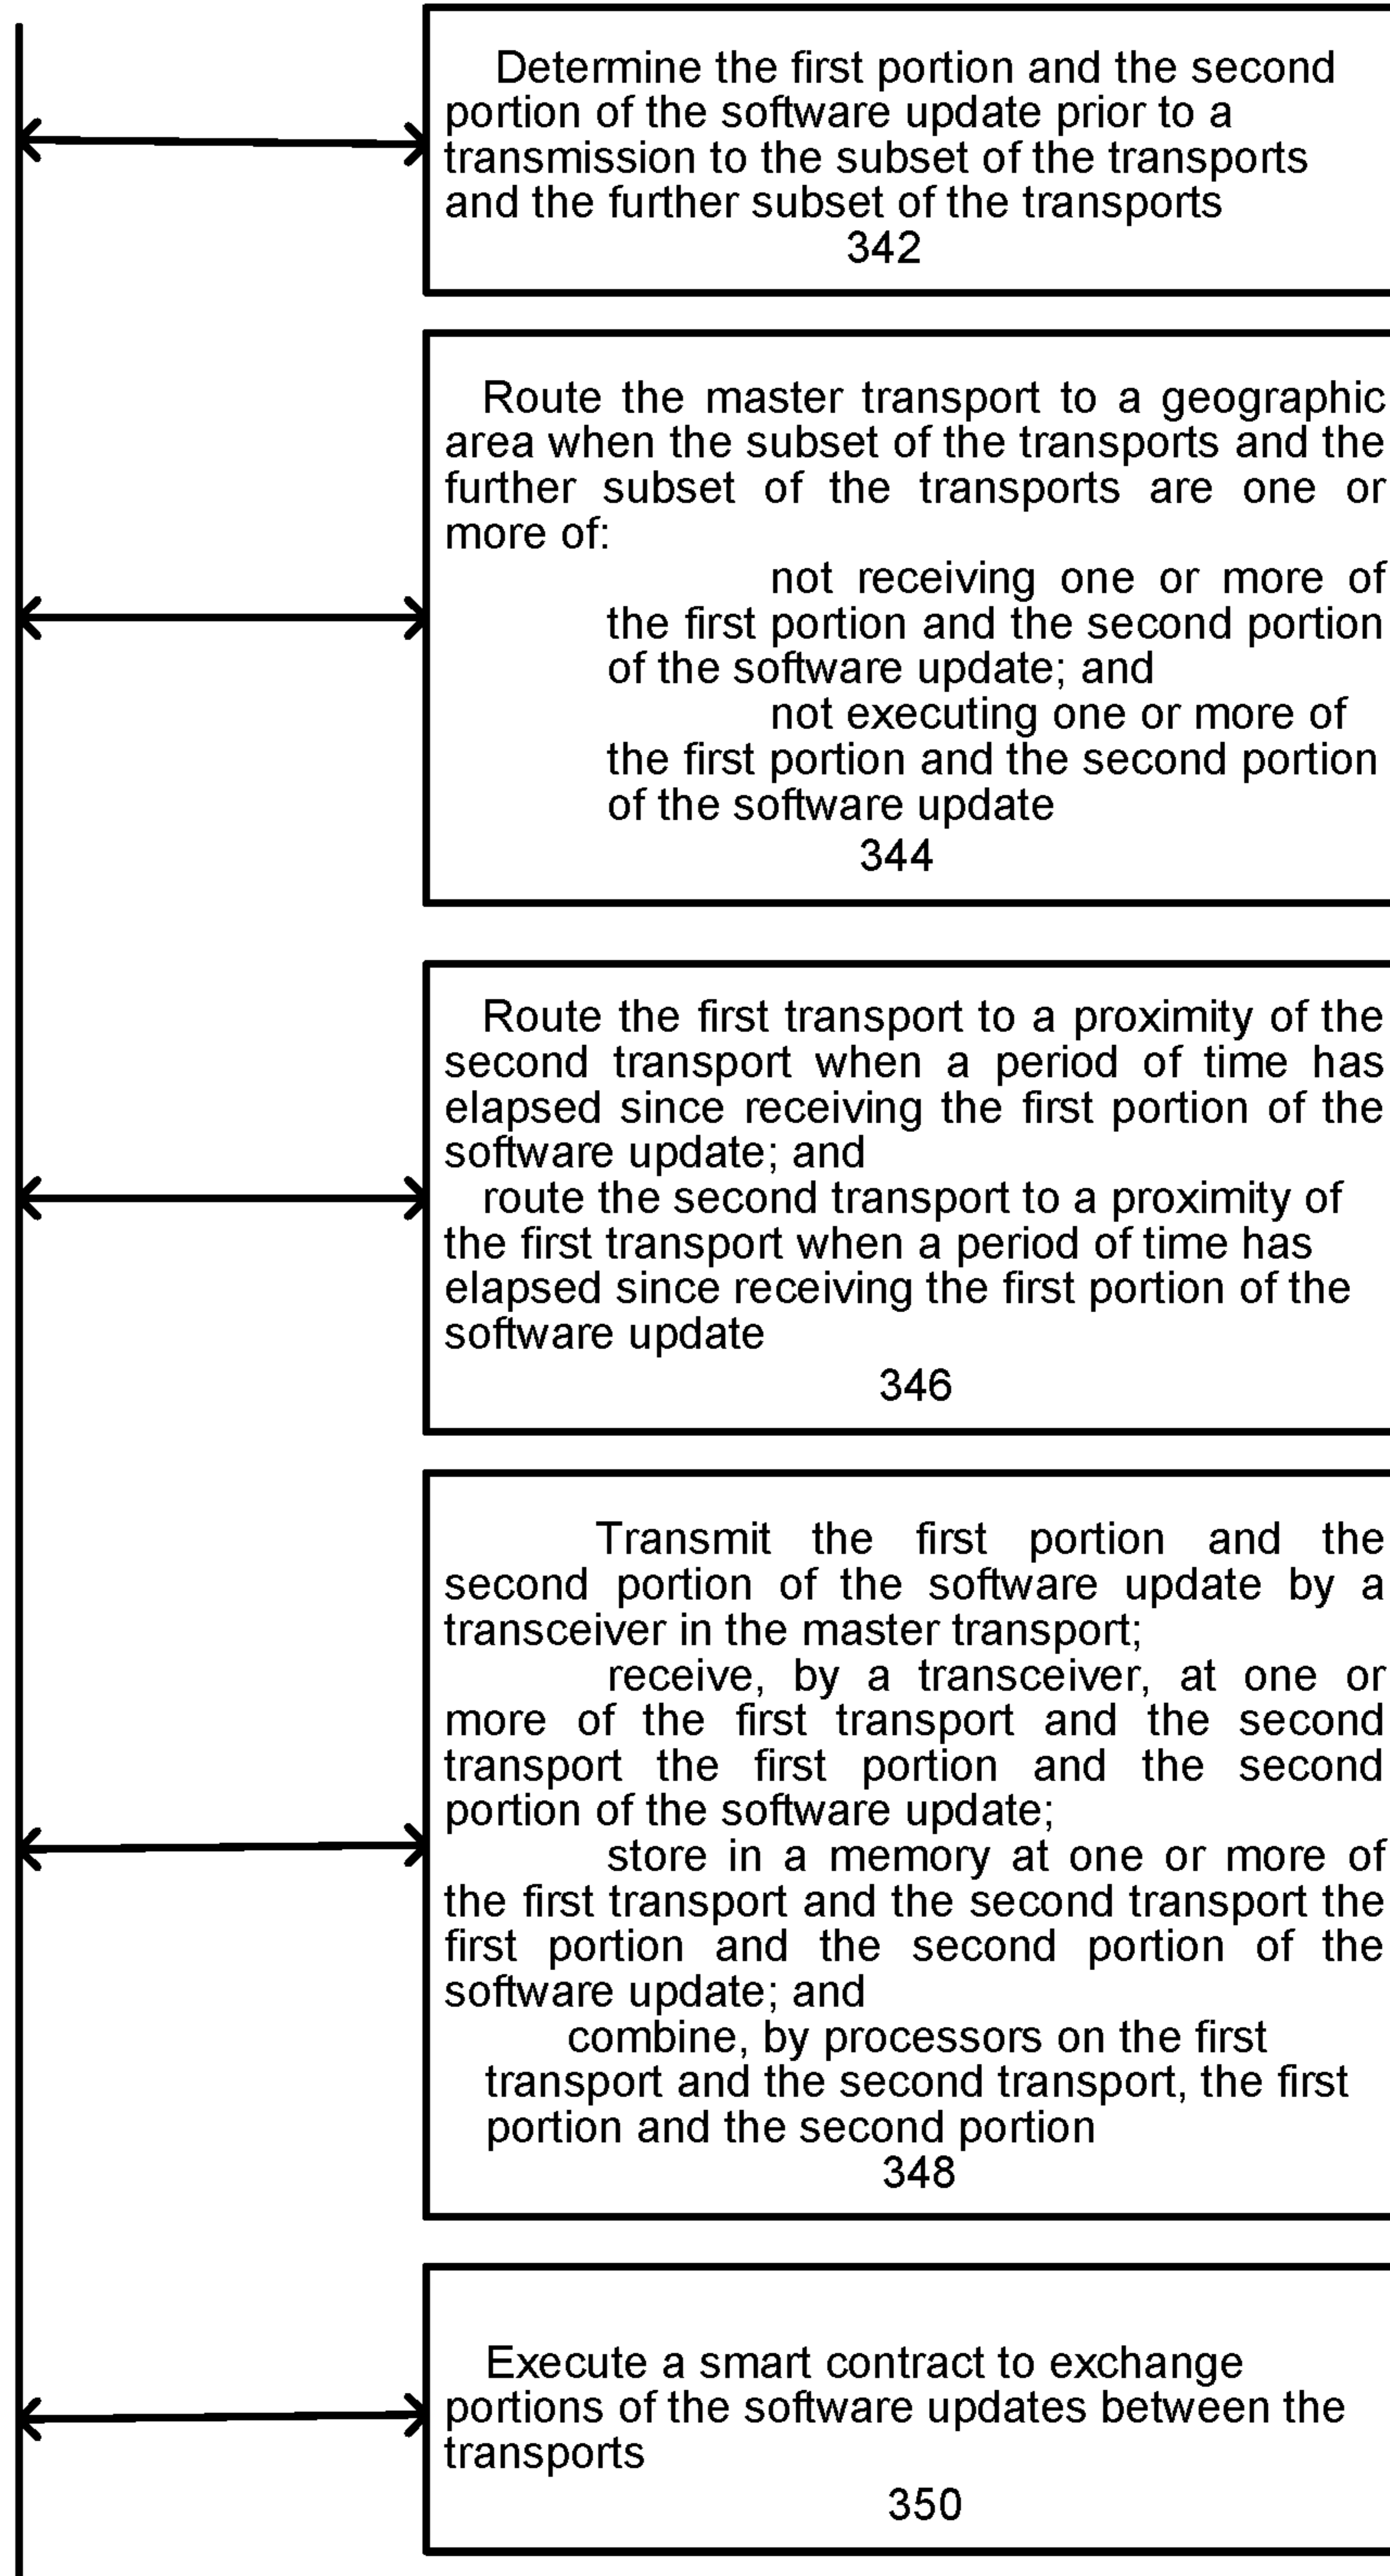 Determine the first portion and the second
portion of the software update prior to a
transmission to the subset of the transports
and the further subset of the transports
342
Route the master transport to a geographic
area when the subset of the transports and the
further subset of the transports are one or
more of:
not receiving one or more of
the first portion and the second portion
of the software update; and
not executing one or more of
the first portion and the second portion
of the software update
344
Route the first transport to a proximity of the
second transport when a period of time has
elapsed since receiving the first portion of the
software update; and
route the second transport to a proximity of
the first transport when a period of time has
elapsed since receiving the first portion of the
software update
346
Transmit the first portion and the
second portion of the software update by a
transceiver in the master transport;
receive, by a transceiver, at one or
more of the first transport and the second
transport the first portion and the second
portion of the software update;
store in a memory at one or more of
the first transport and the second transport the
first portion and the second portion of the
software update; and
combine, by processors on the first
transport and the second transport, the first
portion and the second portion
348
Execute a smart contract to exchange
portions of the software updates between the
transports
350